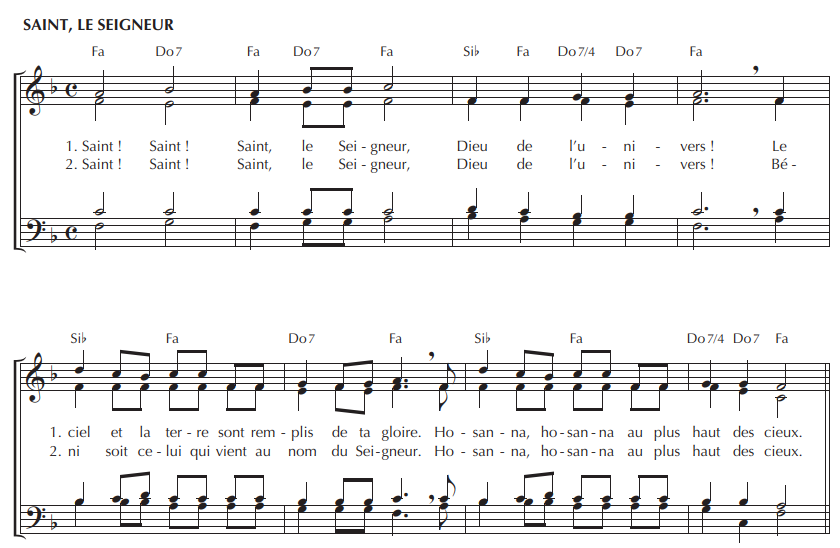 SAINT, LE SEIGNEUR
Fa Do7 Fa Do7 Fa Si♭ Fa Do7/4 Do7 Fa
1. Saint ! Saint ! Saint, le Sei - gneur, Dieu de l'u - ni - vers ! Le
2. Saint ! Saint ! Saint, le Sei - gneur, Dieu de l'u - ni - vers ! Bé -
Si♭ Fa Do7 Fa Si♭ Fa Do7/4 Do7 Fa
1. ciel et la ter - re sont rem - plis de ta gloire. Ho - san - na, ho - san - na au plus haut des cieux.
2. ni soit ce - lui qui vient au nom du Sei - gneur. Ho - san - na, ho - san - na au plus haut des cieux.